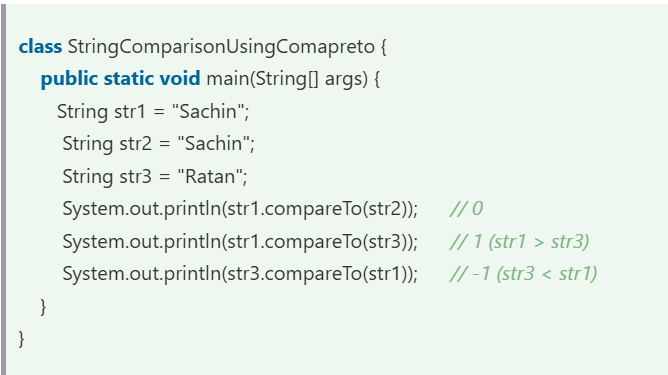 class StringComparisonUsingComapreto {
public static void main(String[] args) {
String str1 = "Sachin";
String str2 = "Sachin";
String str3 = "Ratan";
System.out.println(str1.compareTo(str2)); // 0
System.out.println(str1.compareTo(str3)); // 1 (str1 > str3)
System.out.println(str3.compareTo(str1)); // -1 (str3 < str1)
}
}